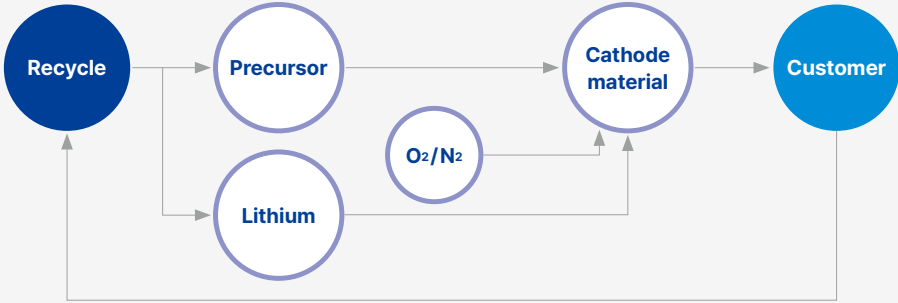 Recycle
Precursor
Cathode
material
Customer
O2/N2
Lithium